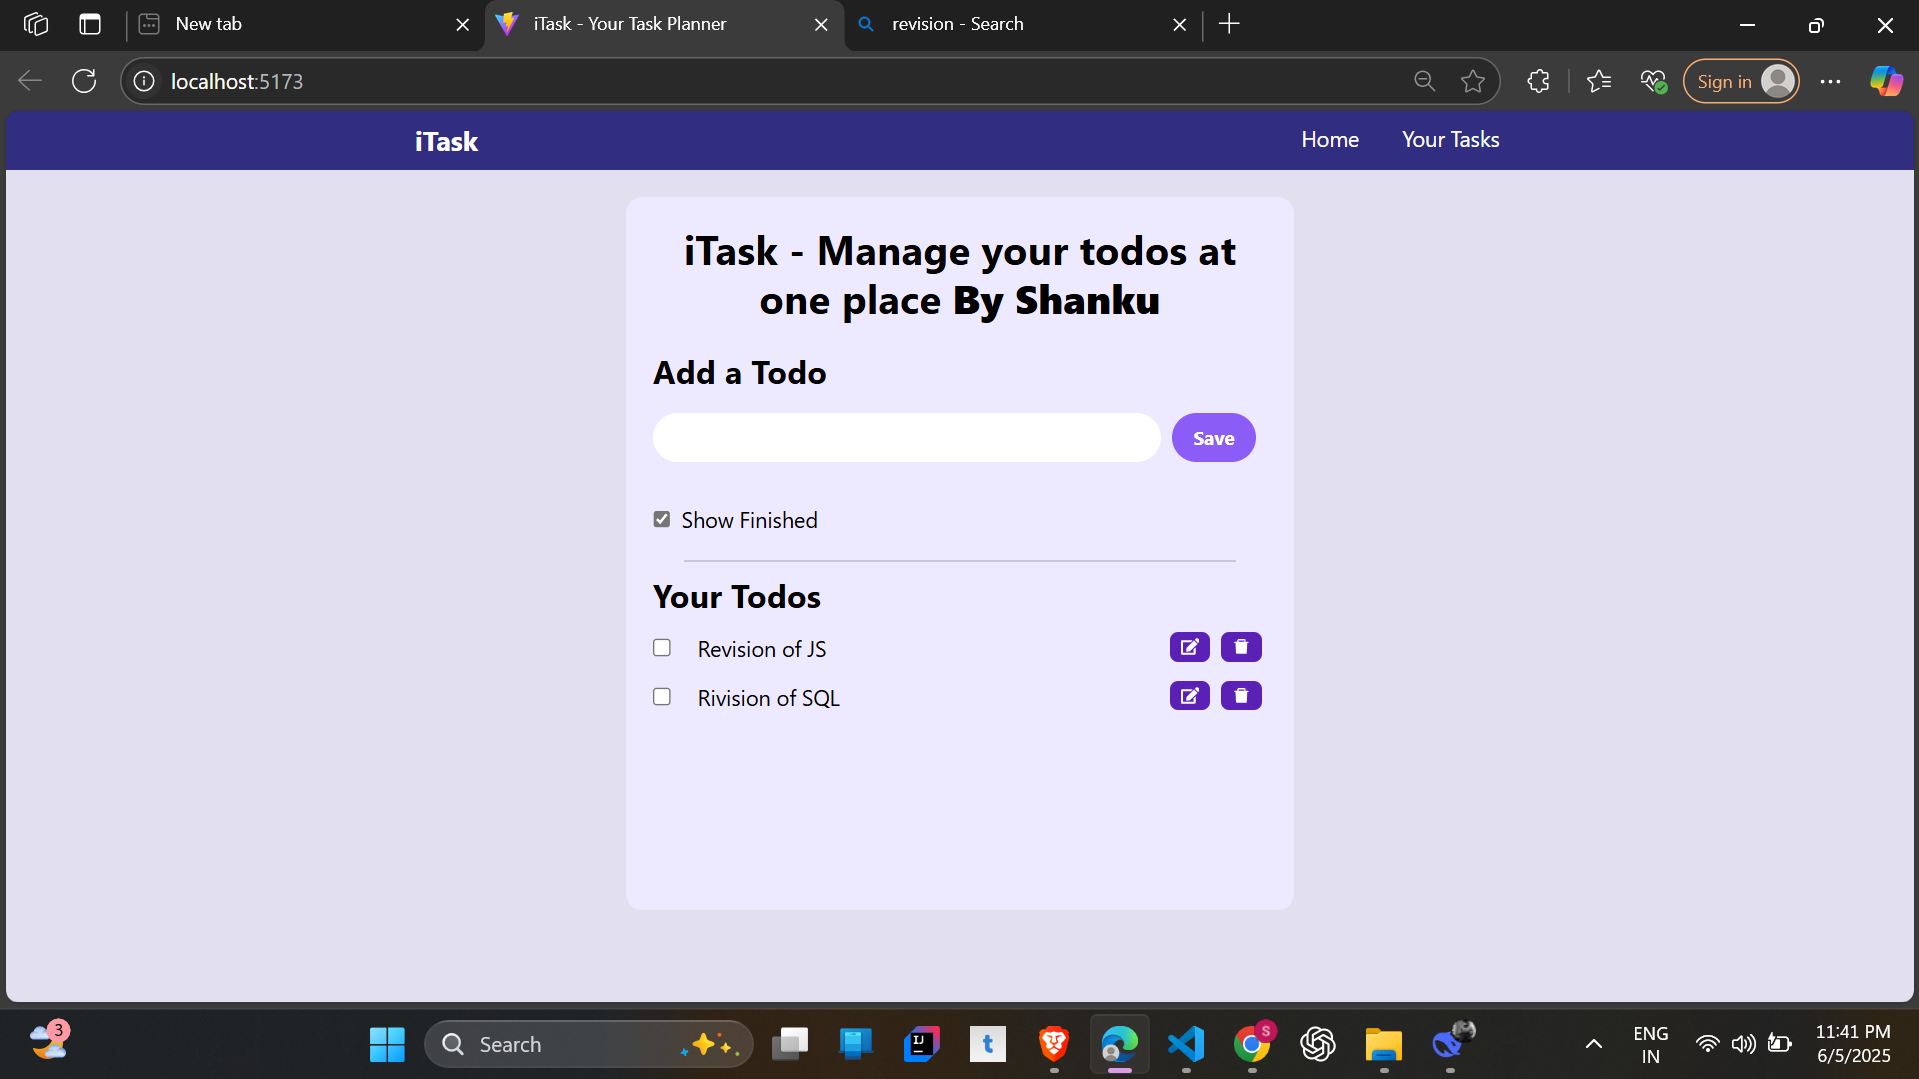 New tab
iTask - Your Task Planner
revision - Search
localhost:5173
Sign in
iTask
Home
Your Tasks
iTask - Manage your todos at
one place By Shanku
Add a Todo
Save
Show Finished
Your Todos
Revision of JS
Rivision of SQL
3
Search
IJ
t
S
ENG
IN
11:41 PM
6/5/2025